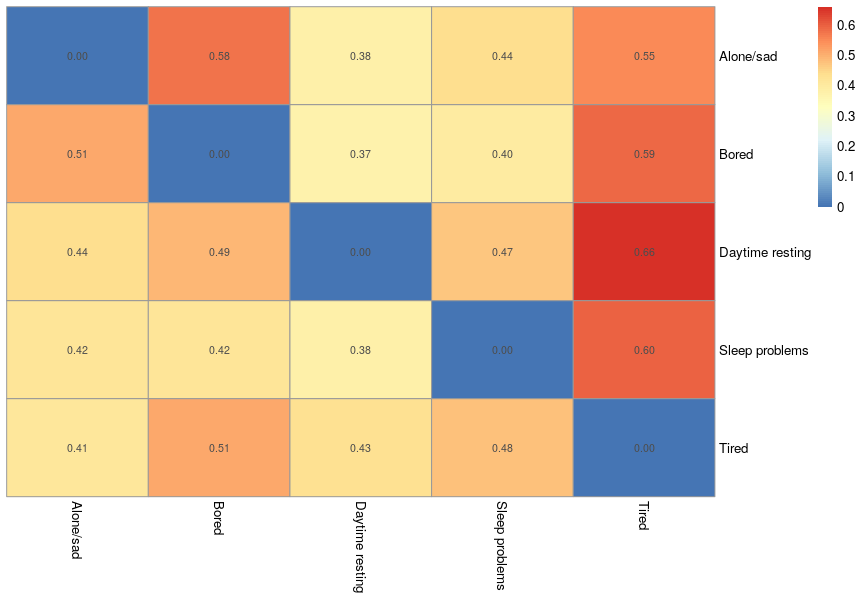 0.00 0.58 0.38 0.44 0.55 Alone/sad
0.51 0.00 0.37 0.40 0.59 Bored
0.44 0.49 0.00 0.47 0.66 Daytime resting
0.42 0.42 0.38 0.00 0.60 Sleep problems
0.41 0.51 0.43 0.48 0.00 Tired
Alone/sad
Bored
Daytime resting
Sleep problems
Tired
0.6
0.5
0.4
0.3
0.2
0.1
0